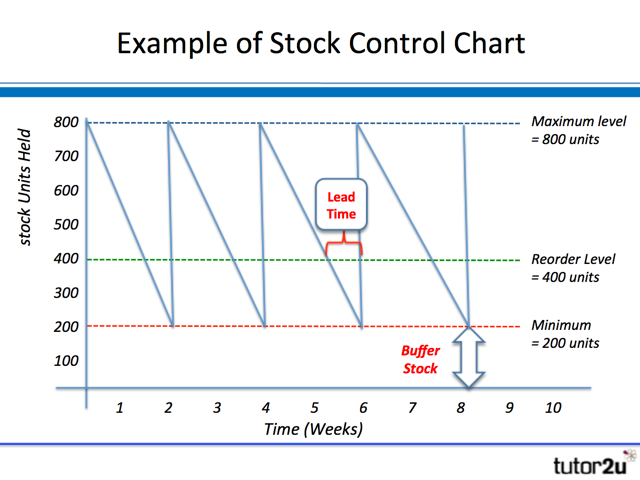 Example of Stock Control Chart
stock Units Held
800
700
600
500
400
300
200
100
Maximum level
= 800 units
Lead
Time
Reorder Level
= 400 units
Minimum
= 200 units
Buffer
Stock
1 2 3 4 5 6 7 8 9 10
Time (Weeks)
tutor2u